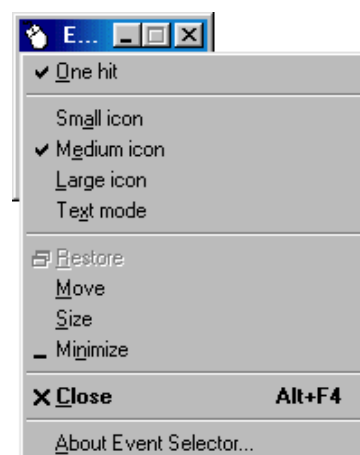 E...
One hit
Small icon
Medium icon
Large icon
Text mode
Restore
Move
Size
Minimize
Close Alt+F4
About Event Selector...